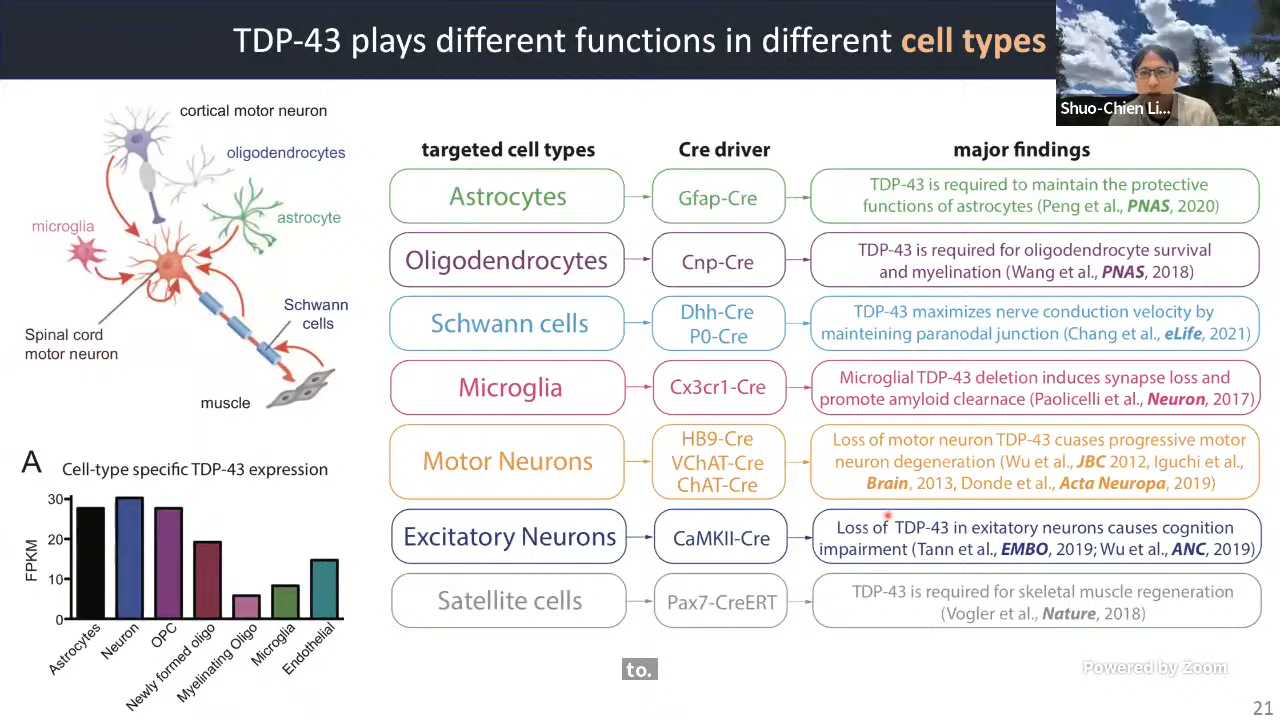 TDP-43 plays different functions in different cell types
Shuo-Chien Li...
cortical motor neuron
oligodendrocytes
astrocyte
microglia
Schwann
cells
Spinal cord
motor neuron
muscle
A
Cell-type specific TDP-43 expression
FPKM
30
20
10
0
Astrocytes
Neuron
OPC
Newly formed oligo
Myelinating Oligo
Microglia
Endothelial
targeted cell types
Cre driver
major findings
Astrocytes
Gfap-Cre
TDP-43 is required to maintain the protective
functions of astrocytes (Peng et al., PNAS, 2020)
Oligodendrocytes
Cnp-Cre
TDP-43 is required for oligodendrocyte survival
and myelination (Wang et al., PNAS, 2018)
Schwann cells
Dhh-Cre
P0-Cre
TDP-43 maximizes nerve conduction velocity by
mainteining paranodal junction (Chang et al., eLife, 2021)
Microglia
Cx3cr1-Cre
Microglial TDP-43 deletion induces synapse loss and
promote amyloid clearnace (Paolicelli et al., Neuron, 2017)
Motor Neurons
HB9-Cre
VChAT-Cre
ChAT-Cre
Loss of motor neuron TDP-43 cuases progressive motor
neuron degeneration (Wu et al., JBC 2012, Iguchi et al.,
Brain, 2013, Donde et al., Acta Neuropa, 2019)
Excitatory Neurons
CaMKII-Cre
Loss of TDP-43 in exitatory neurons causes cognition
impairment (Tann et al., EMBO, 2019; Wu et al., ANC, 2019)
Satellite cells
Pax7-CreERT
TDP-43 is required for skeletal muscle regeneration
(Vogler et al., Nature, 2018)
to.
Powered by Zoom
21